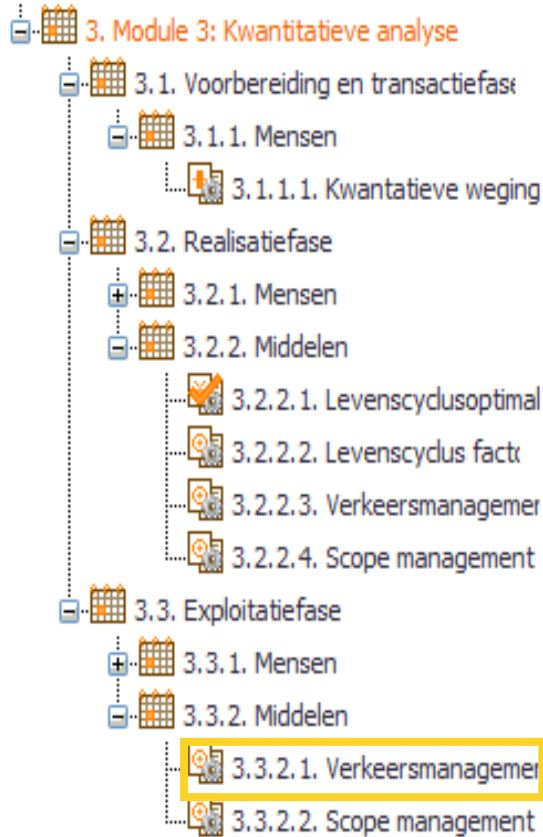 3. Module 3: Kwantitatieve analyse
3.1. Voorbereiding en transactiefase
3.1.1. Mensen
3.1.1.1. Kwantatieve weging
3.2. Realisatiefase
3.2.1. Mensen
3.2.2. Middelen
3.2.2.1. Levenscyclusoptimal
3.2.2.2. Levenscyclus facto
3.2.2.3. Verkeersmanagemen
3.2.2.4. Scope management
3.3. Exploitatiefase
3.3.1. Mensen
3.3.2. Middelen
3.3.2.1. Verkeersmanagemen
3.3.2.2. Scope management